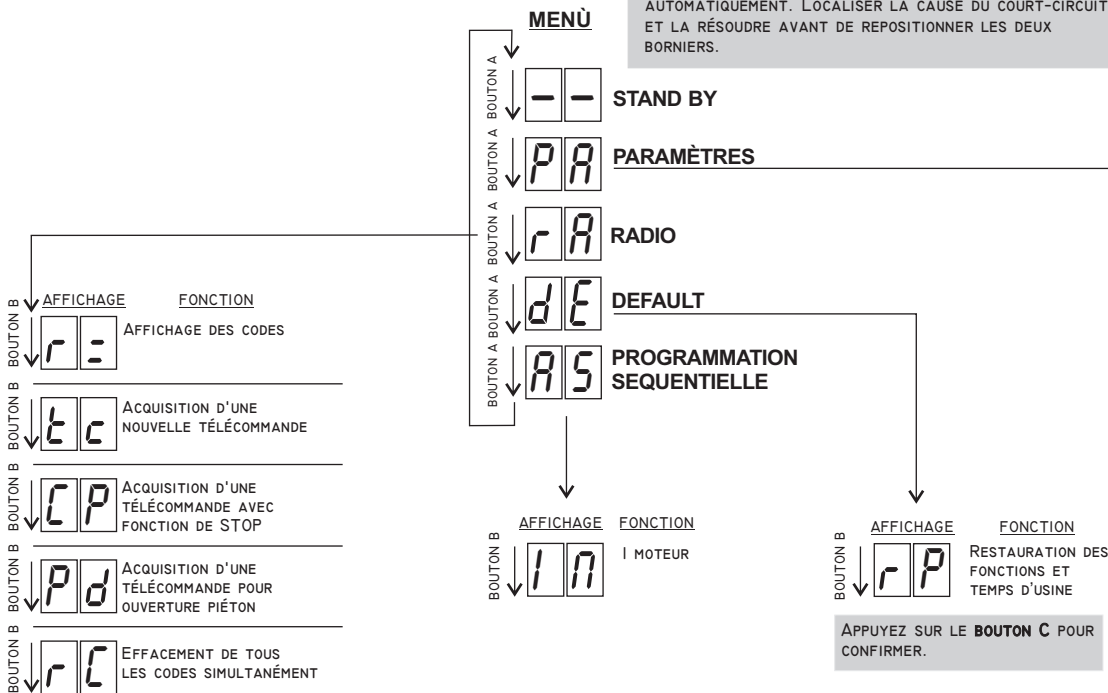 MENÙ
AUTOMATIQUEMENT. LOCALISER LA CAUSE DU COURT-CIRCUIT
ET LA RÉSOUDRE AVANT DE REPOSITIONNER LES DEUX
BORNIERS.
BOUTON A
BOUTON A
-- STAND BY
BOUTON A
PA PARAMÈTRES
BOUTON A
rA RADIO
BOUTON A
dE DEFAULT
BOUTON A
AS PROGRAMMATION
SEQUENTIELLE
BOUTON B
AFFICHAGE FONCTION
BOUTON B
r= AFFICHAGE DES CODES
BOUTON B
tc ACQUISITION D'UNE
NOUVELLE TÉLÉCOMMANDE
BOUTON B
CP ACQUISITION D'UNE
TÉLÉCOMMANDE AVEC
FONCTION DE STOP
BOUTON B
Pd ACQUISITION D'UNE
TÉLÉCOMMANDE POUR
OUVERTURE PIÉTON
BOUTON B
rC EFFACEMENT DE TOUS
LES CODES SIMULTANÉMENT
AFFICHAGE FONCTION
BOUTON B
1n 1 MOTEUR
AFFICHAGE FONCTION
BOUTON B
rP RESTAURATION DES
FONCTIONS ET
TEMPS D'USINE
APPUYEZ SUR LE BOUTON C POUR
CONFIRMER.